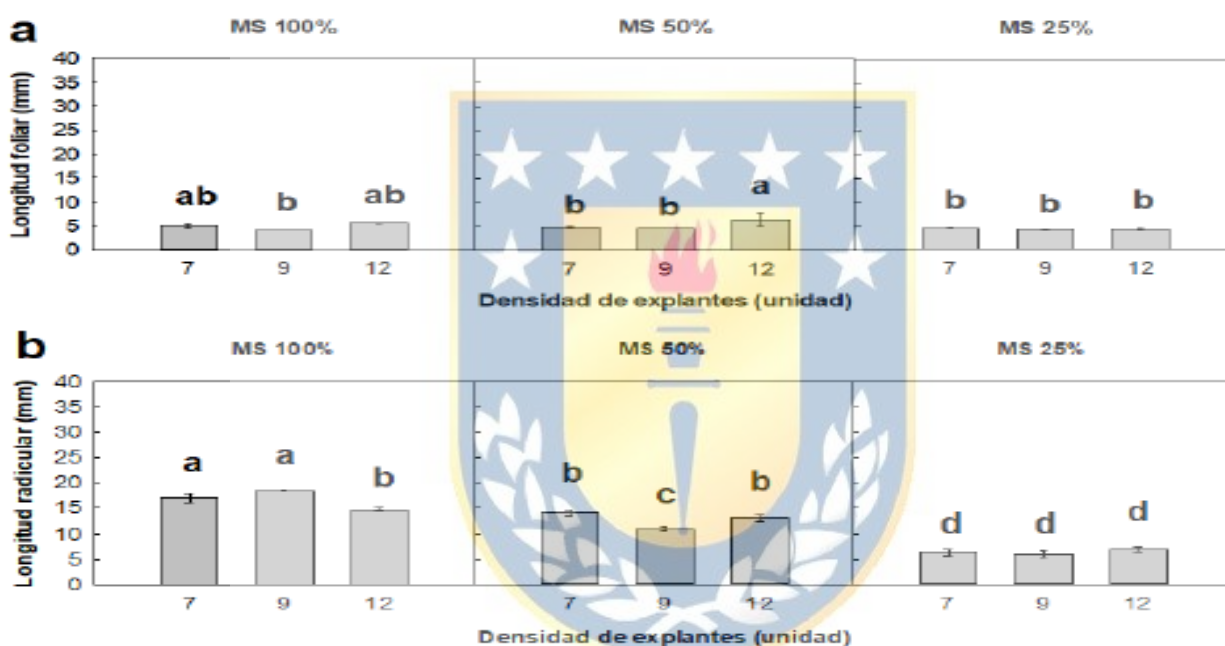 a
MS 100% MS 50% MS 25%
Longitud foliar (mm)
40
35
30
25
20
15
10
5
0
ab b ab b b a b b b
7 9 12 7 9 12 7 9 12
Densidad de explantes (unidad)
b
MS 100% MS 50% MS 25%
Longitud radicular (mm)
40
35
30
25
20
15
10
5
0
a a b b c b d d d
7 9 12 7 9 12 7 9 12
Densidad de explantes (unidad)